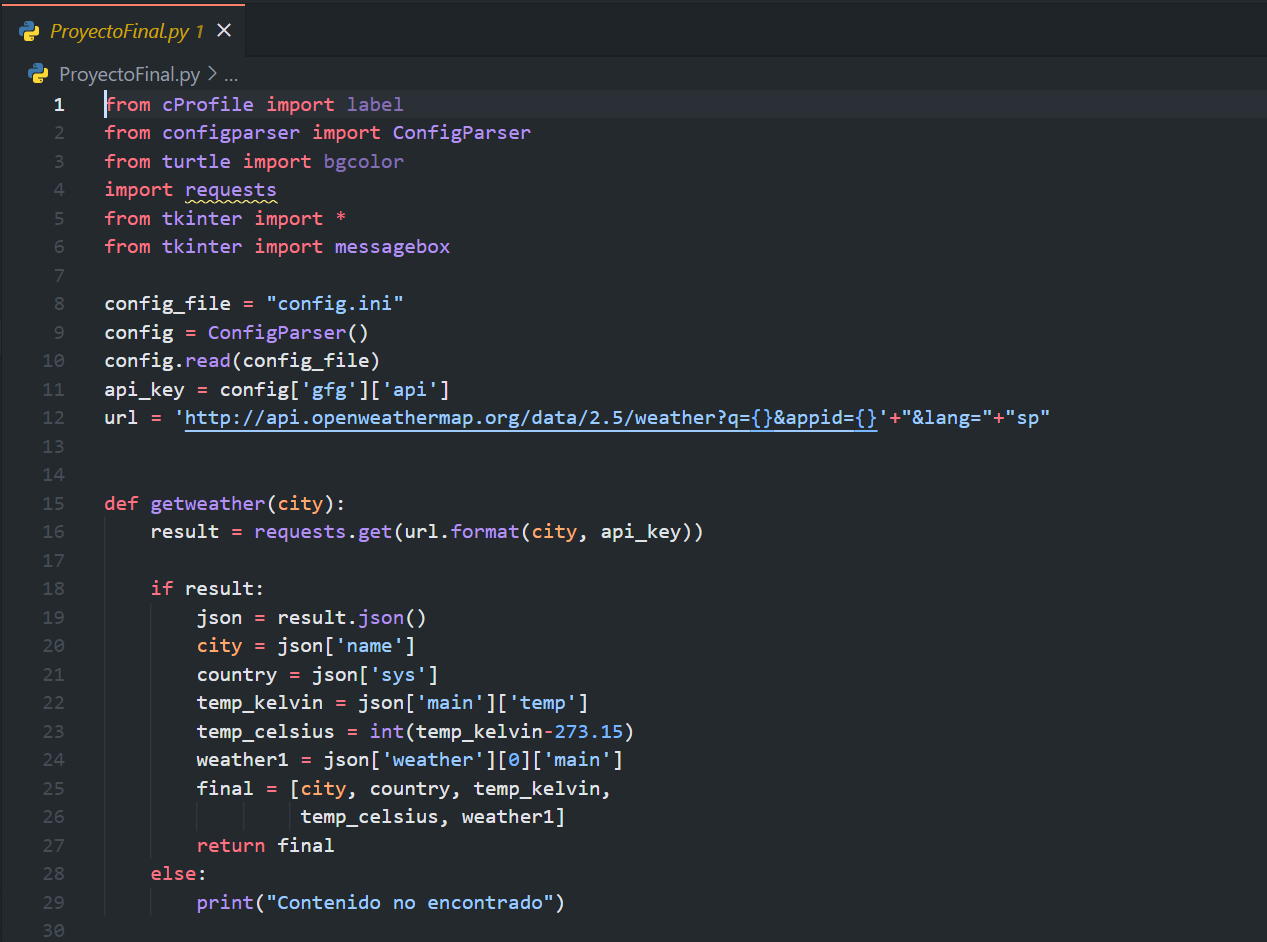 ProyectoFinal.py 1
ProyectoFinal.py > ...
1 from cProfile import label
2 from configparser import ConfigParser
3 from turtle import bgcolor
4 import requests
5 from tkinter import *
6 from tkinter import messagebox
7
8 config_file = "config.ini"
9 config = ConfigParser()
10 config.read(config_file)
11 api_key = config['gfg']['api']
12 url = 'http://api.openweathermap.org/data/2.5/weather?q={}&appid={}'+"&lang="+"sp"
13
14
15 def getweather(city):
16     result = requests.get(url.format(city, api_key))
17
18     if result:
19         json = result.json()
20         city = json['name']
21         country = json['sys']
22         temp_kelvin = json['main']['temp']
23         temp_celsius = int(temp_kelvin-273.15)
24         weather1 = json['weather'][0]['main']
25         final = [city, country, temp_kelvin,
26                  temp_celsius, weather1]
27         return final
28     else:
29         print("Contenido no encontrado")
30